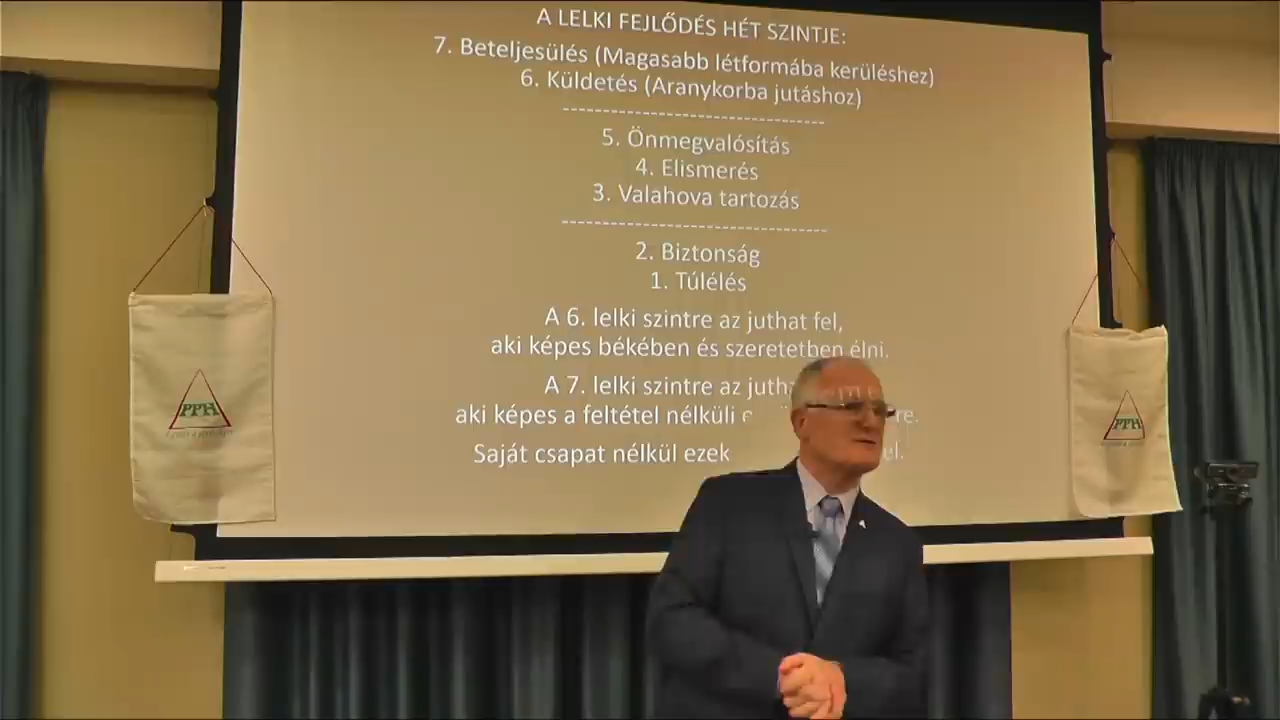 A LELKI FEJLŐDÉS HÉT SZINTJE:
7. Beteljesülés (Magasabb létformába kerüléshez)
6. Küldetés (Aranykorba jutáshoz)
--------------------------------
5. Önmegvalósítás
4. Elismerés
3. Valahova tartozás
--------------------------------
2. Biztonság
1. Túlélés
A 6. lelki szintre az juthat fel,
aki képes békében és szeretetben élni.
A 7. lelki szintre az
aki képes a feltétel nélküli
Saját csapat nélkül ezek
PPH
PPH